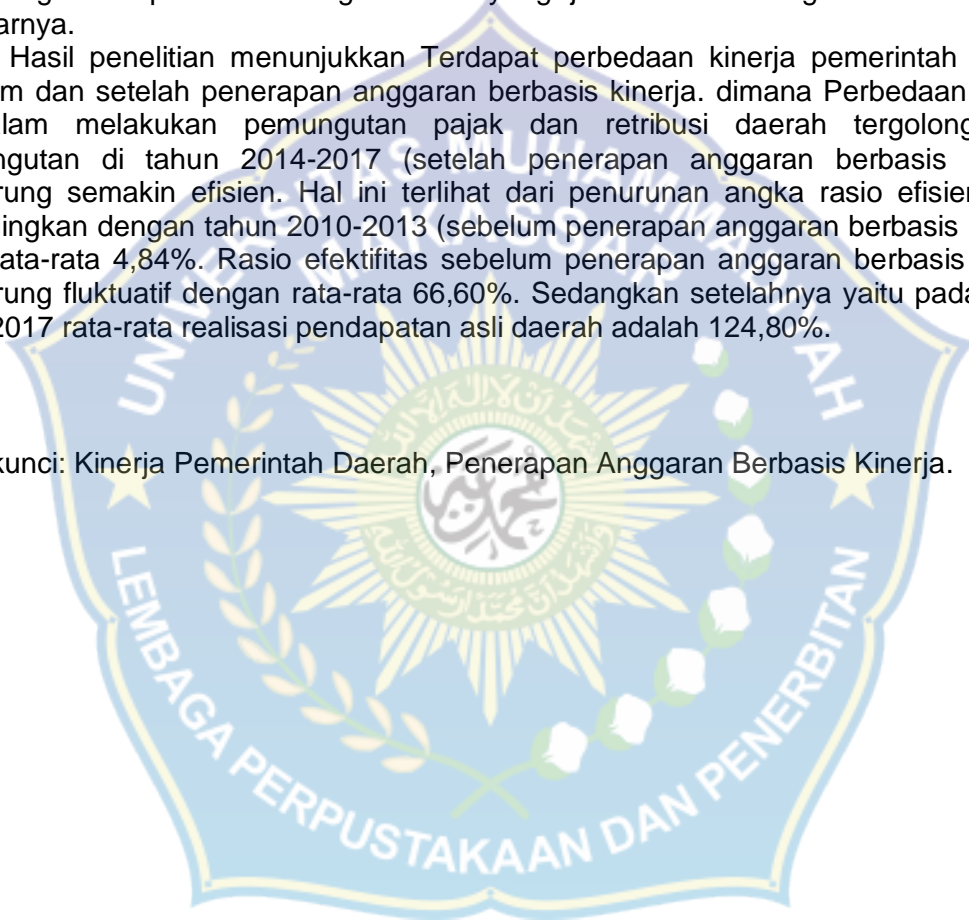 arnya.
Hasil penelitian menunjukkan Terdapat perbedaan kinerja pemerintah
m dan setelah penerapan anggaran berbasis kinerja. dimana Perbedaan
lam melakukan pemungutan pajak dan retribusi daerah tergolong
ngutan di tahun 2014-2017 (setelah penerapan anggaran berbasis
rung semakin efisien. Hal ini terlihat dari penurunan angka rasio efisien
ingkan dengan tahun 2010-2013 (sebelum penerapan anggaran berbasis
ata-rata 4,84%. Rasio efektifitas sebelum penerapan anggaran berbasis
rung fluktuatif dengan rata-rata 66,60%. Sedangkan setelahnya yaitu pada
2017 rata-rata realisasi pendapatan asli daerah adalah 124,80%.
kunci: Kinerja Pemerintah Daerah, Penerapan Anggaran Berbasis Kinerja.
UNIVERSITAS MUHAMMADIYAH
MAKASSAR
LEMBAGA PERPUSTAKAAN DAN PENERBITAN